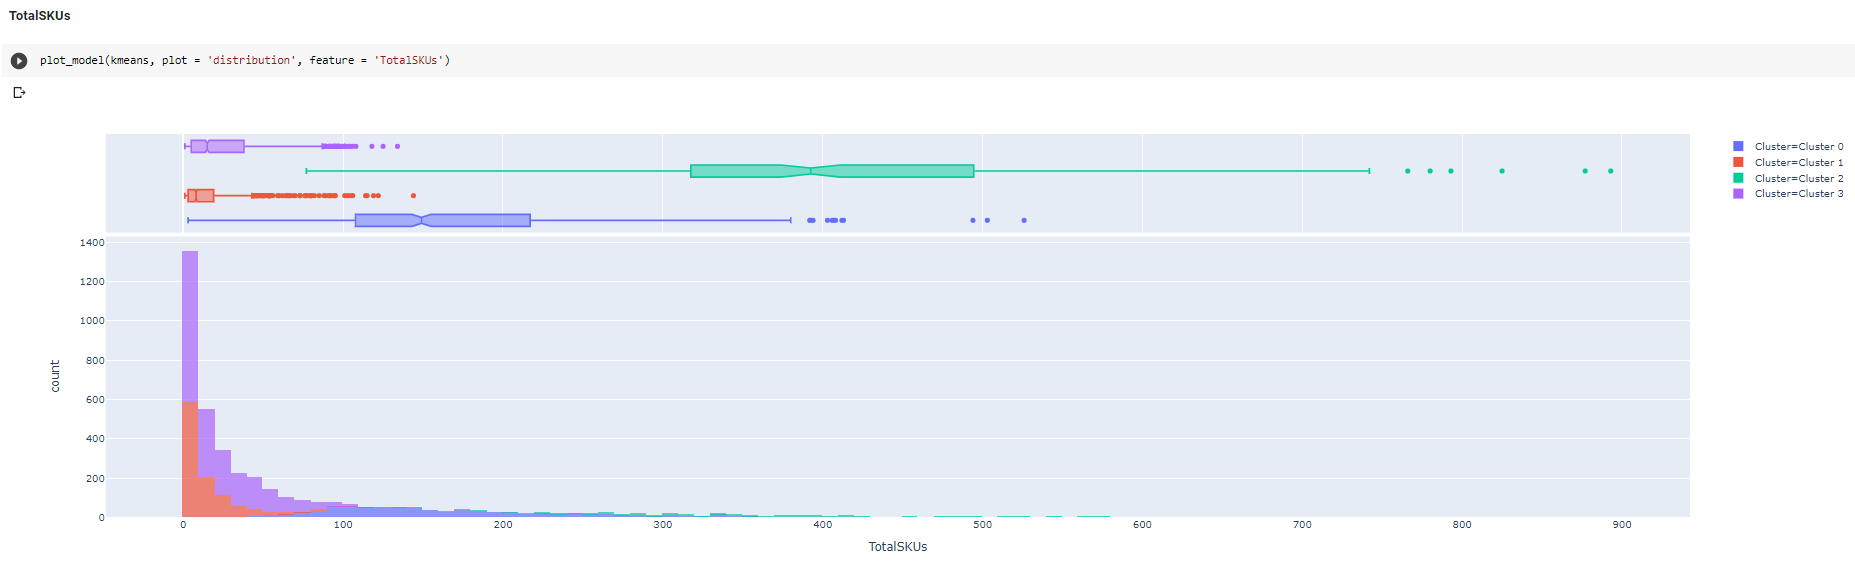 TotalSKUs
plot_model(kmeans, plot = 'distribution', feature = 'TotalSKUs')
Cluster=Cluster 0
Cluster=Cluster 1
Cluster=Cluster 2
Cluster=Cluster 3
1400
1200
1000
800
600
400
200
0
count
0 100 200 300 400 500 600 700 800 900
TotalSKUs